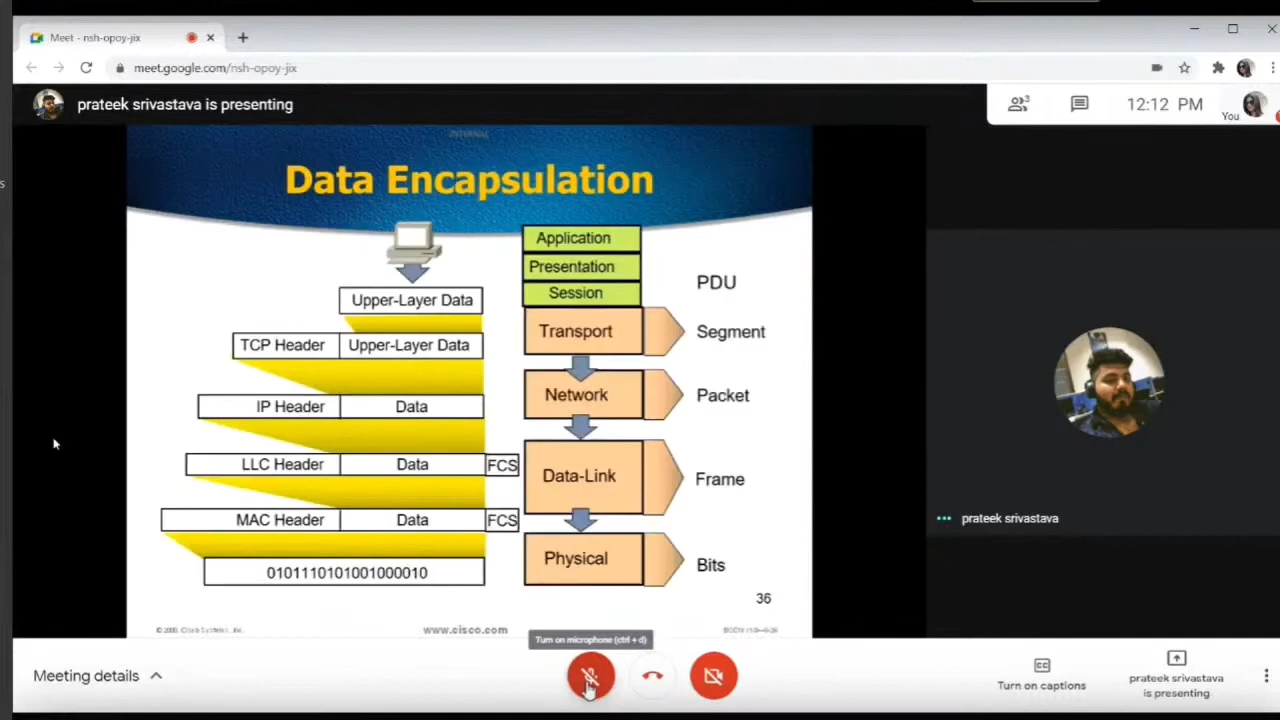 Meet - nsh-opoy-jix
meet.google.com/nsh-opoy-jix
prateek srivastava is presenting
3
12:12 PM
You
INTERNAL
Data Encapsulation
Application
Presentation
Session
PDU
Upper-Layer Data
TCP Header Upper-Layer Data
Transport
Segment
IP Header Data
Network
Packet
LLC Header Data FCS
Data-Link
Frame
MAC Header Data FCS
0101110101001000010
Physical
Bits
36
www.cisco.com
s
prateek srivastava
Turn on microphone (ctrl + d)
Meeting details
CC
Turn on captions
prateek srivastava
is presenting